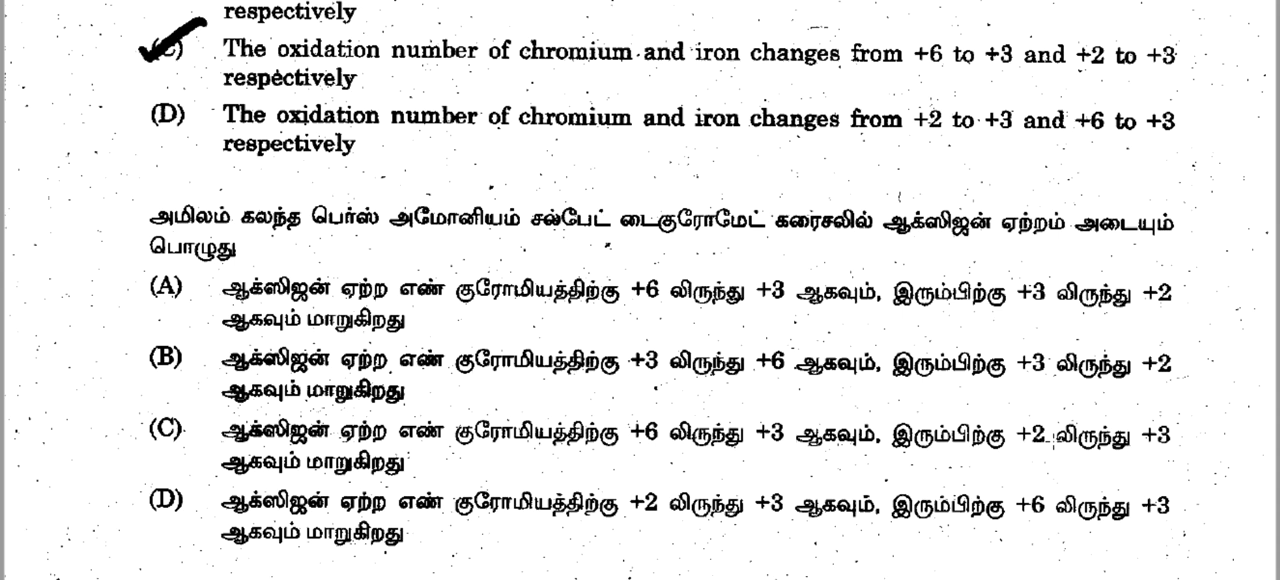 respectively
(C) The oxidation number of chromium and iron changes from +6 to +3 and +2 to +3
respectively
(D) The oxidation number of chromium and iron changes from +2 to +3 and +6 to +3
respectively
அமிலம் கலந்த பெர்ஸ் அமோனியம் சல்பேட் டைகுரோமேட் கரைசலில் ஆக்ஸிஜன் ஏற்றம் அடையும்
பொழுது
(A) ஆக்ஸிஜன் ஏற்ற எண் குரோமியத்திற்கு +6 லிருந்து +3 ஆகவும், இரும்பிற்கு +3 லிருந்து +2
ஆகவும் மாறுகிறது
(B) ஆக்ஸிஜன் ஏற்ற எண் குரோமியத்திற்கு +3 லிருந்து +6 ஆகவும், இரும்பிற்கு +3 லிருந்து +2
ஆகவும் மாறுகிறது
(C) ஆக்ஸிஜன் ஏற்ற எண் குரோமியத்திற்கு +6 லிருந்து +3 ஆகவும், இரும்பிற்கு +2 லிருந்து +3
ஆகவும் மாறுகிறது
(D) ஆக்ஸிஜன் ஏற்ற எண் குரோமியத்திற்கு +2 லிருந்து +3 ஆகவும், இரும்பிற்கு +6 லிருந்து +3
ஆகவும் மாறுகிறது